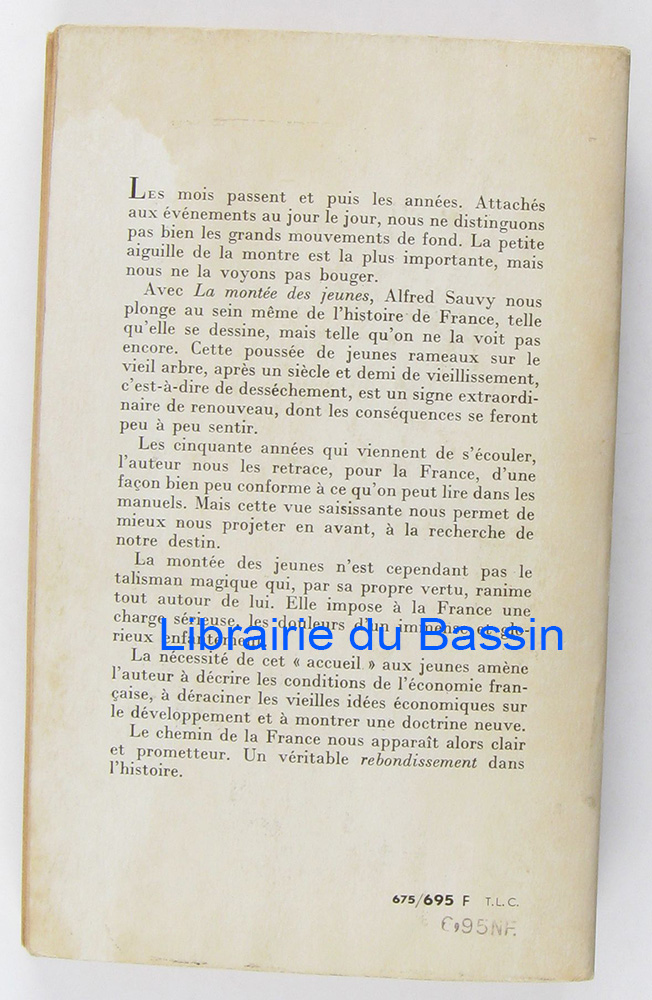 LES mois passent et puis les années. Attachés
aux événements au jour le jour, nous ne distinguons
pas bien les grands mouvements de fond. La petite
aiguille de la montre est la plus importante, mais
nous ne la voyons pas bouger.
Avec La montée des jeunes, Alfred Sauvy nous
plonge au sein même de l'histoire de France, telle
qu'elle se dessine, mais telle qu'on ne la voit pas
encore. Cette poussée de jeunes rameaux sur le
vieil arbre, après un siècle et demi de vieillissement,
c'est-à-dire de desséchement, est un signe extraordi-
naire de renouveau, dont les conséquences se feront
peu à peu sentir.
Les cinquante années qui viennent de s'écouler,
l'auteur nous les retrace, pour la France, d'une
façon bien peu conforme à ce qu'on peut lire dans les
manuels. Mais cette vue saisissante nous permet de
mieux nous projeter en avant, à la recherche de
notre destin.
La montée des jeunes n'est cependant pas le
talisman magique qui, par sa propre vertu, ranime
tout autour de lui. Elle impose à la France une
charge sérieuse, les douleurs d'un immense et glo-
rieux enfantement.
Librairie du Bassin
La nécessité de cet « accueil » aux jeunes amène
l'auteur à décrire les conditions de l'économie fran-
çaise, à déraciner les vieilles idées économiques sur
le développement et à montrer une doctrine neuve.
Le chemin de la France nous apparaît alors clair
et prometteur. Un véritable rebondissement dans
l'histoire.
675/695 F T.L.C.
6,95NF